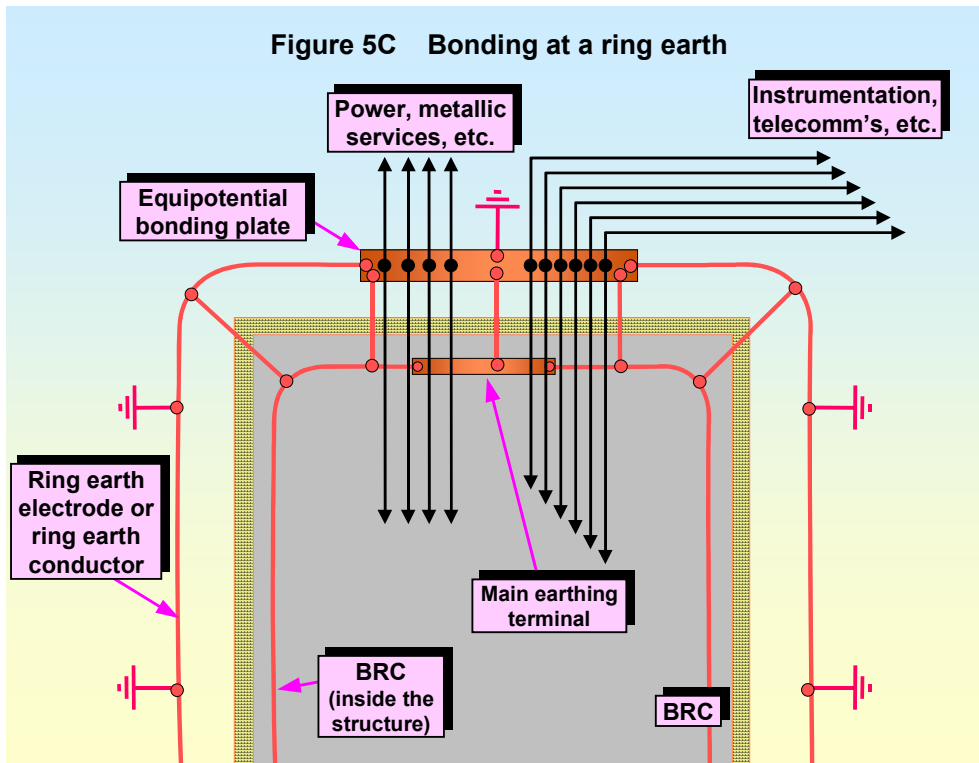 Figure 5C Bonding at a ring earth
Power, metallic
services, etc.
Instrumentation,
telecomm's, etc.
Equipotential
bonding plate
Ring earth
electrode or
ring earth
conductor
Main earthing
terminal
BRC
(inside the
structure)
BRC